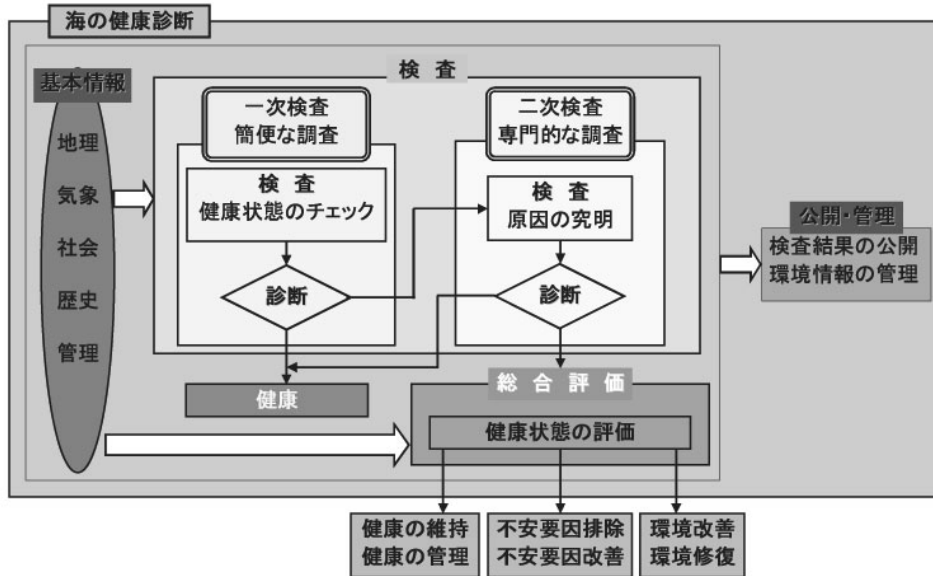 海の健康診断
基本情報
地理
気象
社会
歴史
管理
検 査
一次検査
簡便な調査
検 査
健康状態のチェック
診断
健康
二次検査
専門的な調査
検 査
原因の究明
診断
総 合 評 価
健康状態の評価
公開・管理
検査結果の公開
環境情報の管理
健康の維持
健康の管理
不安要因排除
不安要因改善
環境改善
環境修復